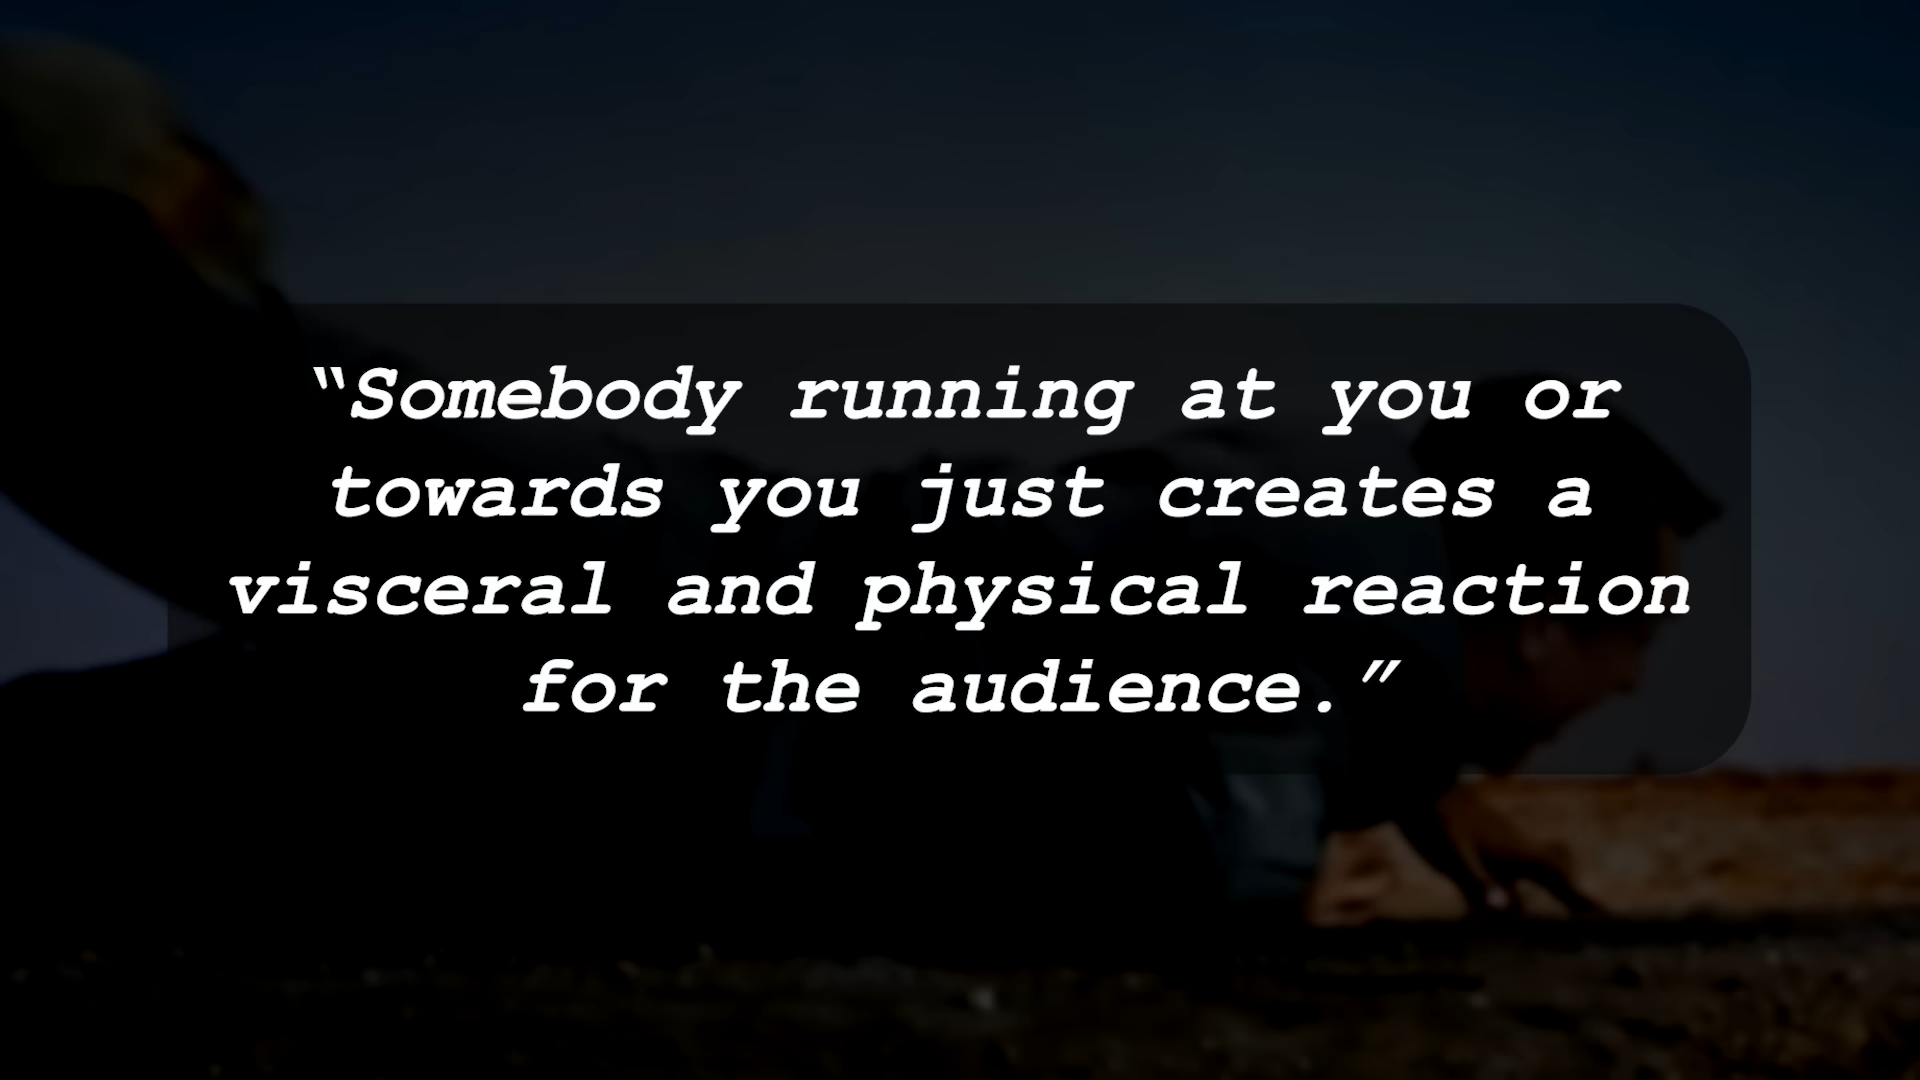 “Somebody running at you or
towards you just creates a
visceral and physical reaction
for the audience.”